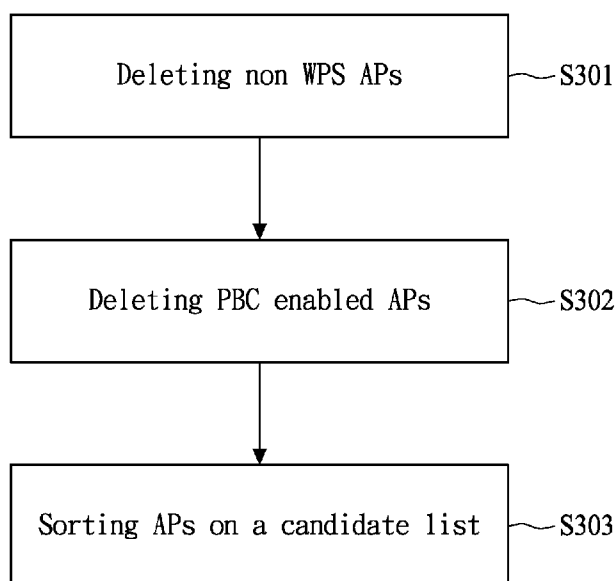 Deleting non WPS APs
S301
Deleting PBC enabled APs
S302
Sorting APs on a candidate list
S303